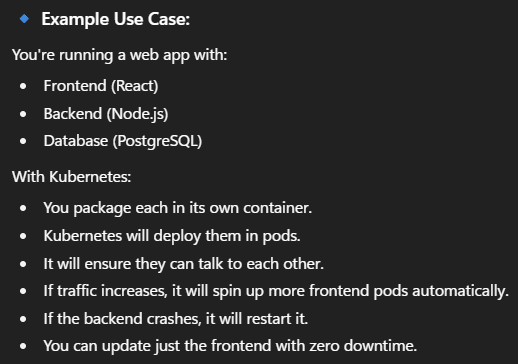 Example Use Case:
You're running a web app with:
• Frontend (React)
• Backend (Node.js)
• Database (PostgreSQL)
With Kubernetes:
• You package each in its own container.
• Kubernetes will deploy them in pods.
• It will ensure they can talk to each other.
• If traffic increases, it will spin up more frontend pods automatically.
• If the backend crashes, it will restart it.
• You can update just the frontend with zero downtime.